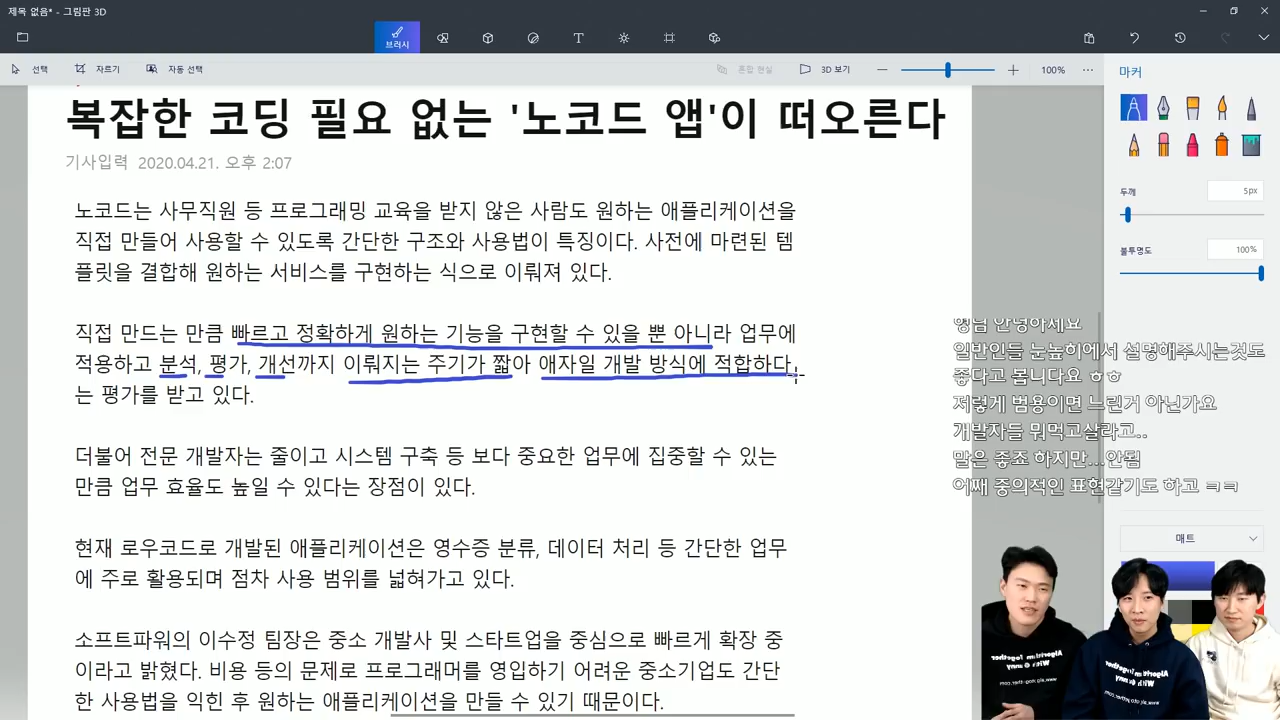 제목 없음* - 그림판 3D
브러시
선택
자르기
자동 선택
혼합 현실
3D 보기
100%
마커
두께
5px
불투명도
100%
매트
복잡한 코딩 필요 없는 '노코드 앱'이 떠오른다
기사입력 2020.04.21. 오후 2:07
노코드는 사무직원 등 프로그래밍 교육을 받지 않은 사람도 원하는 애플리케이션을
직접 만들어 사용할 수 있도록 간단한 구조와 사용법이 특징이다. 사전에 마련된 템
플릿을 결합해 원하는 서비스를 구현하는 식으로 이뤄져 있다.
직접 만드는 만큼 빠르고 정확하게 원하는 기능을 구현할 수 있을 뿐 아니라 업무에
적용하고 분석, 평가, 개선까지 이뤄지는 주기가 짧아 애자일 개발 방식에 적합하다
는 평가를 받고 있다.
더불어 전문 개발자는 줄이고 시스템 구축 등 보다 중요한 업무에 집중할 수 있는
만큼 업무 효율도 높일 수 있다는 장점이 있다.
현재 로우코드로 개발된 애플리케이션은 영수증 분류, 데이터 처리 등 간단한 업무
에 주로 활용되며 점차 사용 범위를 넓혀가고 있다.
소프트파워의 이수정 팀장은 중소 개발사 및 스타트업을 중심으로 빠르게 확장 중
이라고 밝혔다. 비용 등의 문제로 프로그래머를 영입하기 어려운 중소기업도 간단
한 사용법을 익힌 후 원하는 애플리케이션을 만들 수 있기 때문이다.
형님 안녕하세요
일반인들 눈높히에서 설명해주시는것도
좋다고 봅니다요 ㅎㅎ
저렇게 범용이면 느린거 아닌가요
개발자들 뭐먹고살라고..
말은 좋죠 하지만...안됨
어째 중의적인 표현같기도 하고 ㅋㅋ
Algorithm Together
www.alg
Algorithm Together